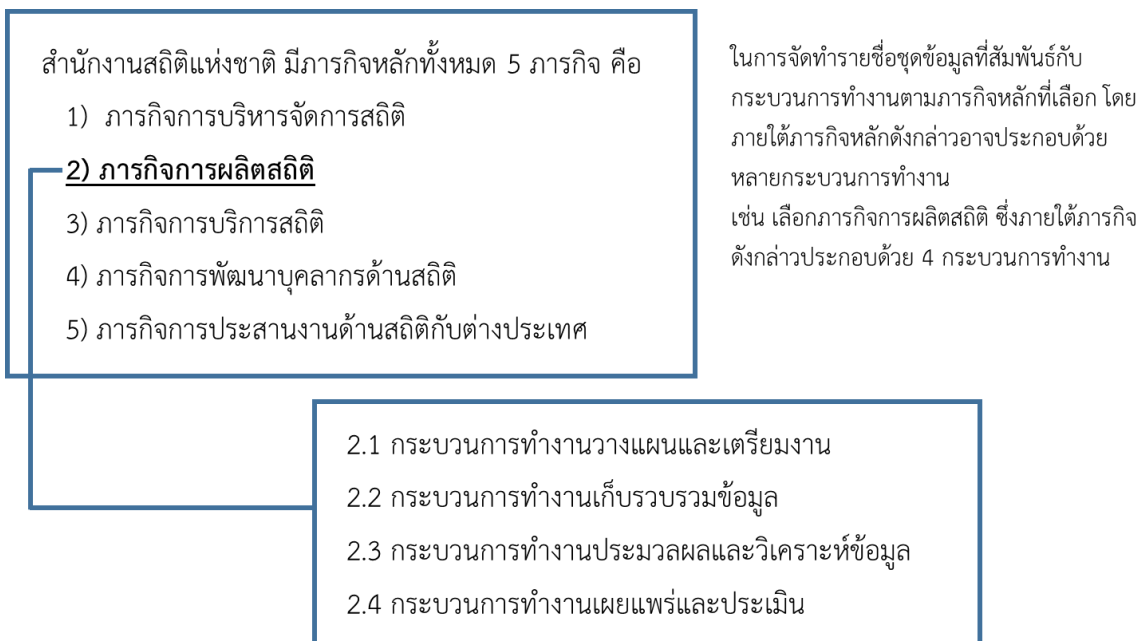 สำนักงานสถิติแห่งชาติ มีภารกิจหลักทั้งหมด 5 ภารกิจ คือ
1) ภารกิจการบริหารจัดการสถิติ
2) ภารกิจการผลิตสถิติ
3) ภารกิจการบริการสถิติ
4) ภารกิจการพัฒนาบุคลากรด้านสถิติ
5) ภารกิจการประสานงานด้านสถิติกับต่างประเทศ
ในการจัดทำรายชื่อชุดข้อมูลที่สัมพันธ์กับ
กระบวนการทำงานตามภารกิจหลักที่เลือก โดย
ภายใต้ภารกิจหลักดังกล่าวอาจประกอบด้วย
หลายกระบวนการทำงาน
เช่น เลือกภารกิจการผลิตสถิติ ซึ่งภายใต้ภารกิจ
ดังกล่าวประกอบด้วย 4 กระบวนการทำงาน
2.1 กระบวนการทำงานวางแผนและเตรียมงาน
2.2 กระบวนการทำงานเก็บรวบรวมข้อมูล
2.3 กระบวนการทำงานประมวลผลและวิเคราะห์ข้อมูล
2.4 กระบวนการทำงานเผยแพร่และประเมิน